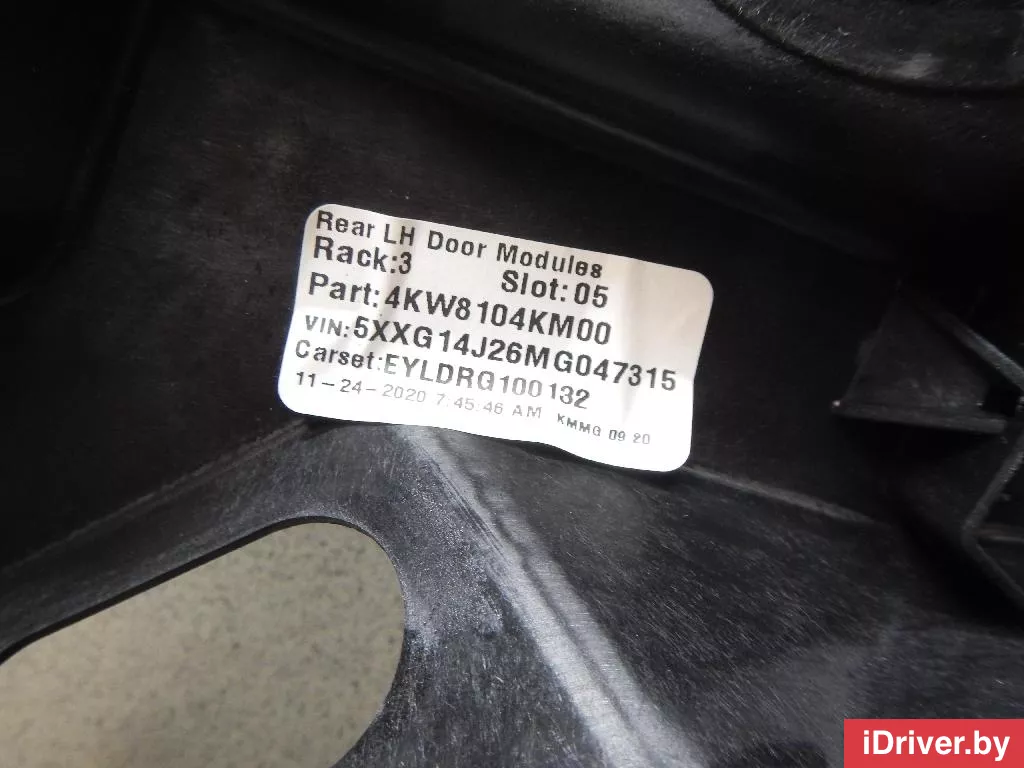 Rear LH Door Modules
Rack:3 Slot:05
Part:4KW8104KM00
VIN:5XXG14J26MG047315
Carset:EYLDRG100132
11-24-2020 7:45:46 AM KMMG 09 20
iDriver.by